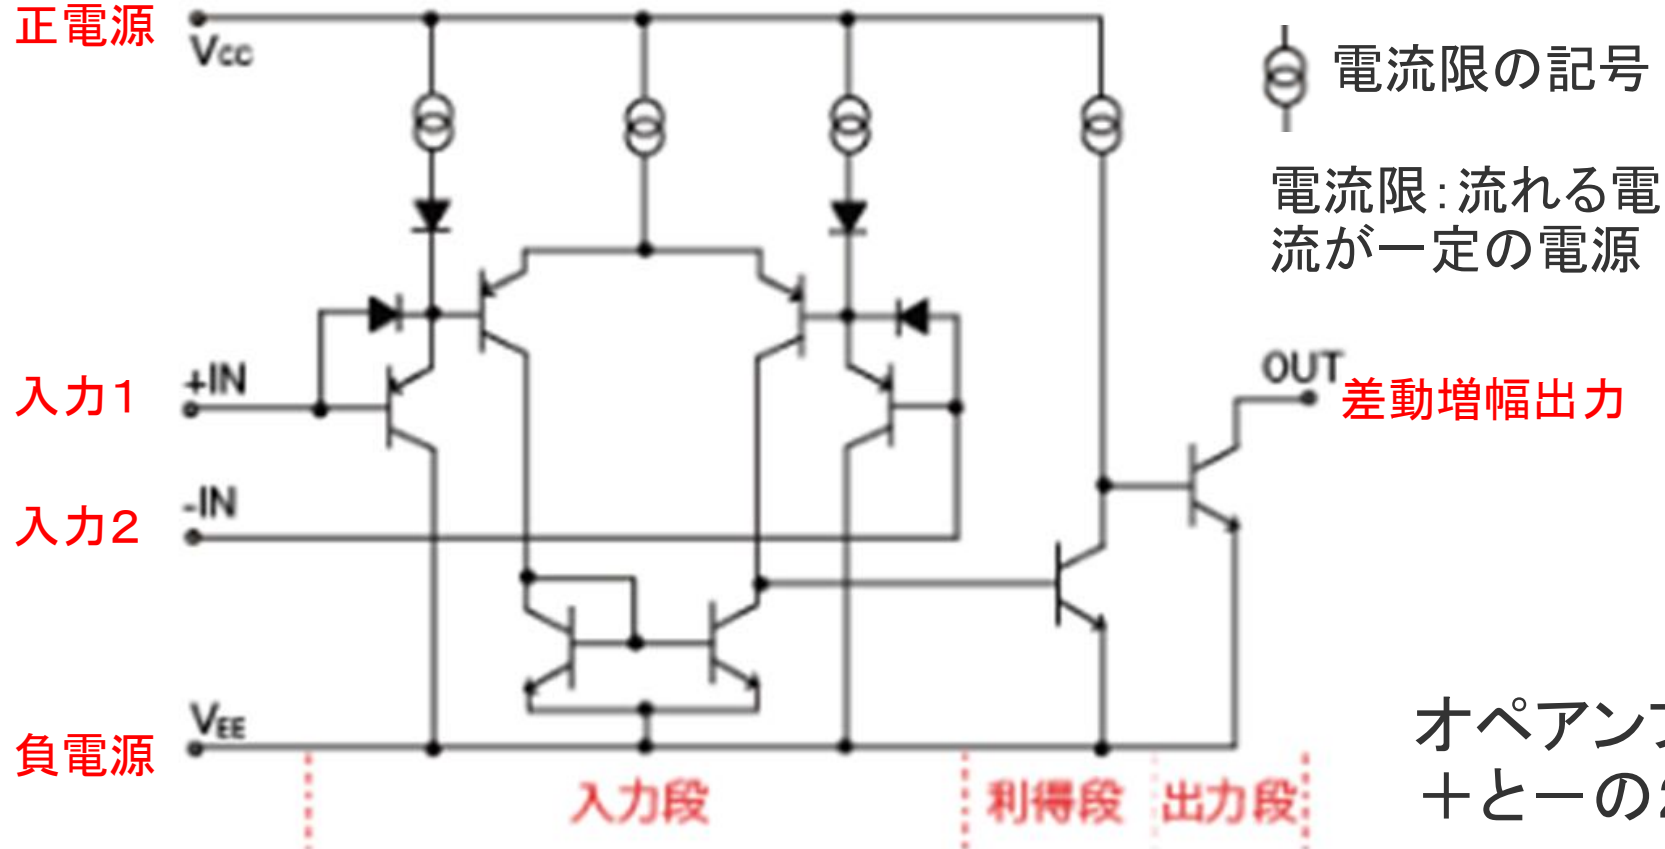 正電源
VCC
電流限の記号
電流限：流れる電
流が一定の電源
+IN
入力１
OUT
差動増幅出力
-IN
入力２
VEE
負電源
入力段
利得段
出力段
オペアン
＋とーの